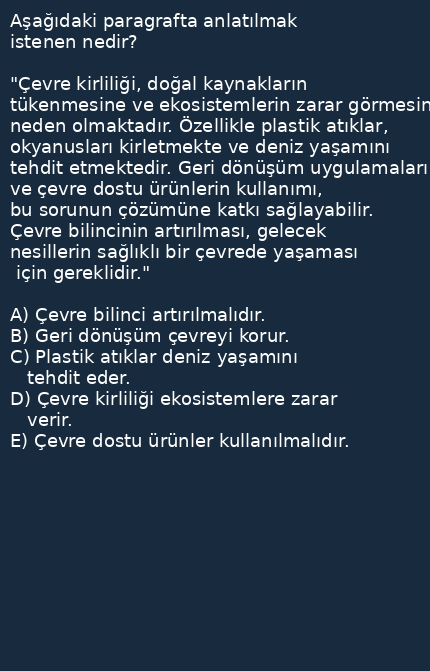 Aşağıdaki paragrafta anlatılmak
istenen nedir?
"Çevre kirliliği, doğal kaynakların
tükenmesine ve ekosistemlerin zarar görmesin
neden olmaktadır. Özellikle plastik atıklar,
okyanusları kirletmekte ve deniz yaşamını
tehdit etmektedir. Geri dönüşüm uygulamaları
ve çevre dostu ürünlerin kullanımı,
bu sorunun çözümüne katkı sağlayabilir.
Çevre bilincinin artırılması, gelecek
nesillerin sağlıklı bir çevrede yaşaması
için gereklidir."
A) Çevre bilinci artırılmalıdır.
B) Geri dönüşüm çevreyi korur.
C) Plastik atıklar deniz yaşamını
tehdit eder.
D) Çevre kirliliği ekosistemlere zarar
verir.
E) Çevre dostu ürünler kullanılmalıdır.